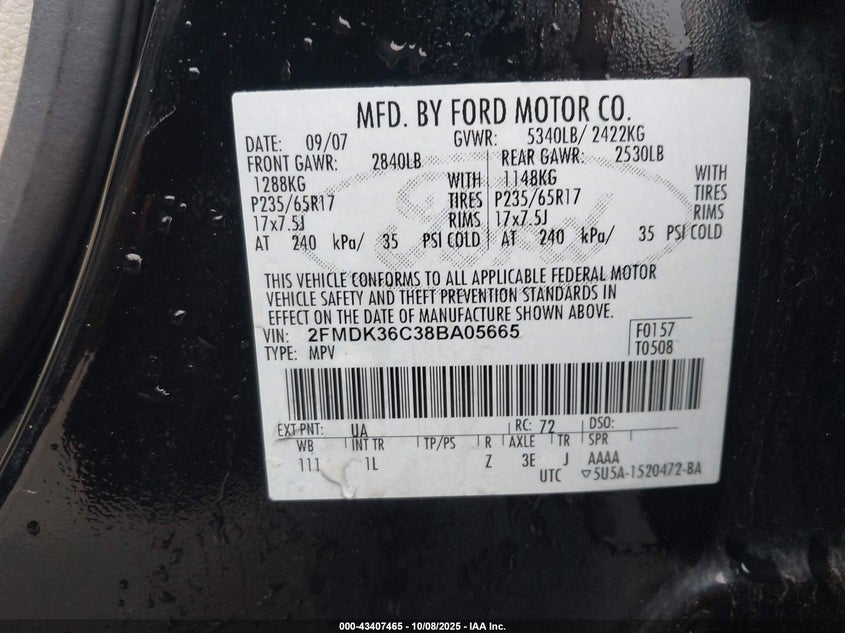 MFD. BY FORD MOTOR CO.
DATE: 09/07 GVWR: 5340LB/ 2422KG
FRONT GAWR: 2840LB REAR GAWR: 2530LB
1288KG WITH 1148KG WITH
P235/65R17 TIRES P235/65R17 TIRES
17x7.5J RIMS 17x7.5J RIMS
AT 240 kPa/ 35 PSI COLD AT 240 kPa/ 35 PSI COLD
Ford
THIS VEHICLE CONFORMS TO ALL APPLICABLE FEDERAL MOTOR
VEHICLE SAFETY AND THEFT PREVENTION STANDARDS IN
EFFECT ON THE DATE OF MANUFACTURE SHOWN ABOVE.
VIN: 2FMDK36C38BA05665 F0157
TYPE: MPV T0508
EXT PNT: UA RC: 72 DSO:
WB INT TR TP/PS R AXLE TR SPR
111 1L Z 3E J AAAA
UTC ▽5U5A-1520472-BA
000-43407465 - 10/08/2025 - IAA Inc.